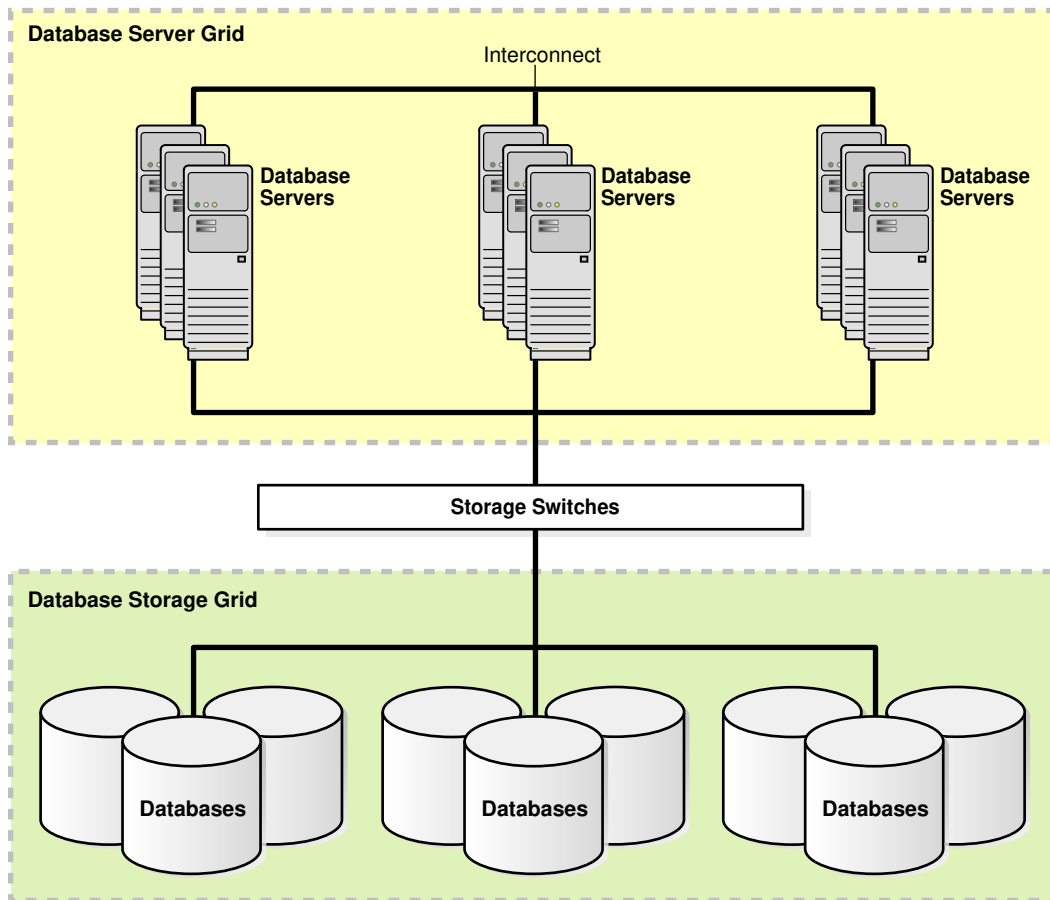 Database Server Grid
Interconnect
Database
Servers
Database
Servers
Database
Servers
Storage Switches
Database Storage Grid
Databases
Databases
Databases